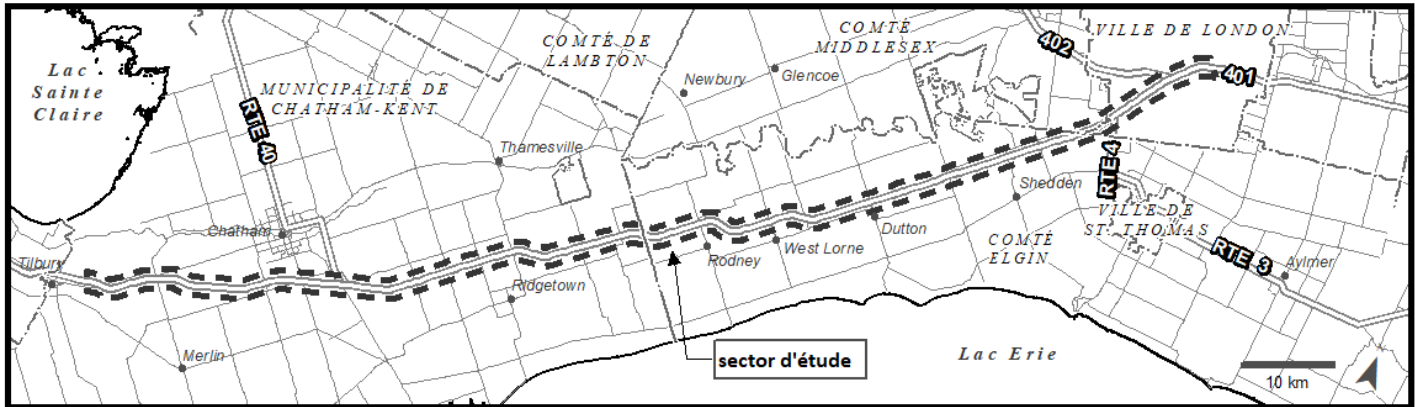 Lac
Sainte
Claire
RTE 40
MUNICIPALITÉ DE
CHATHAM-KENT
COMTÉ DE
LAMBTON
COMTÉ
MIDDLESEX
402
VILLE DE LONDON
401
Newbury
Glencoe
Thamesville
Chatham
Tilbury
Merlin
Ridgetown
Rodney
West Lorne
Dutton
Shedden
RTE 4
COMTÉ
ELGIN
VILLE DE
ST. THOMAS
RTE 3
Aylmer
sector d'étude
Lac Erie
10 km